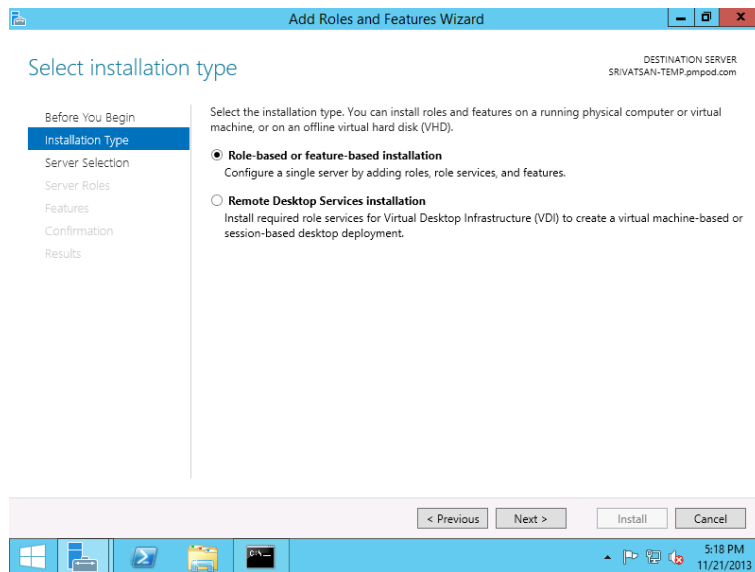 Add Roles and Features Wizard
Select installation type
DESTINATION SERVER
SRIVATSAN-TEMP.pmpod.com
Before You Begin
Installation Type
Server Selection
Server Roles
Features
Confirmation
Results
Select the installation type. You can install roles and features on a running physical computer or virtual
machine, or on an offline virtual hard disk (VHD).
Role-based or feature-based installation
Configure a single server by adding roles, role services, and features.
Remote Desktop Services installation
Install required role services for Virtual Desktop Infrastructure (VDI) to create a virtual machine-based or
session-based desktop deployment.
< Previous
Next >
Install
Cancel
C:\_
5:18 PM
11/21/2013